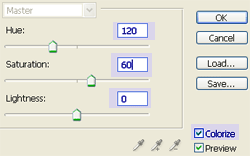 Master
Hue: 120
Saturation: 60
Lightness: 0
OK
Cancel
Load...
Save...
Colorize
Preview